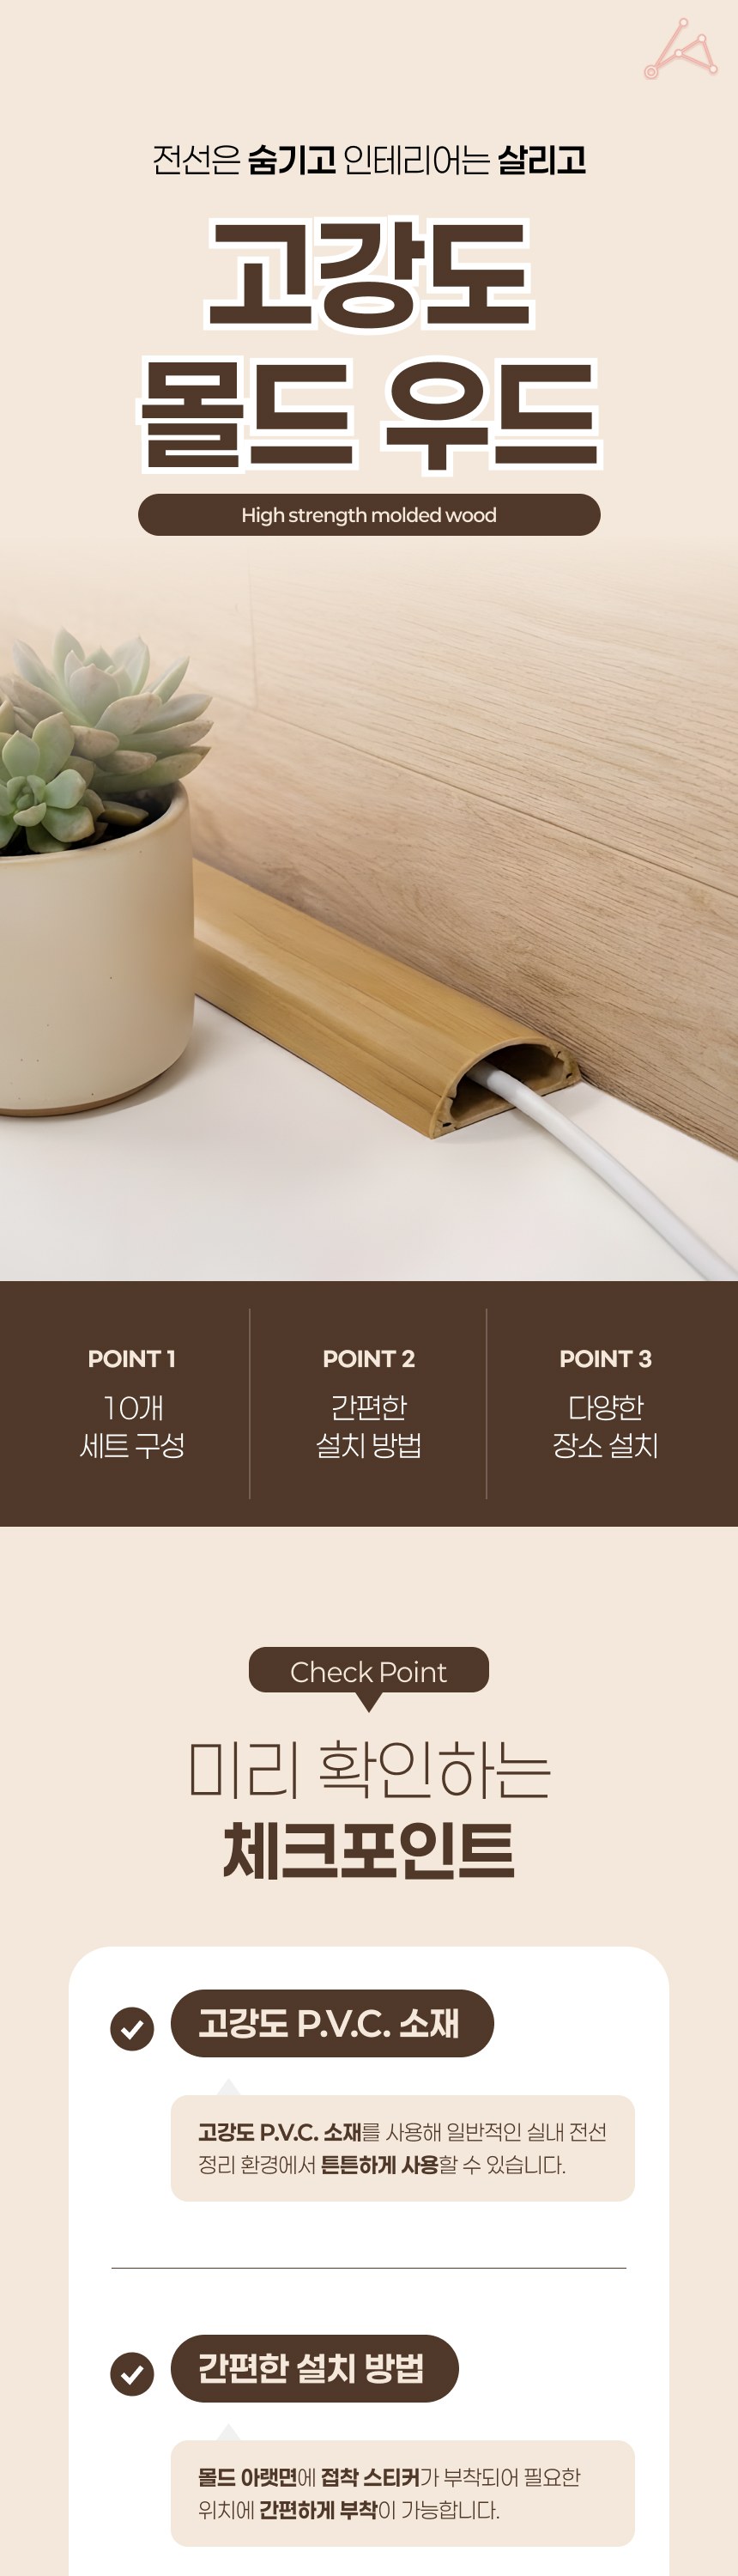 전선은 숨기고 인테리어는 살리고
고강도
몰드 우드
High strength molded wood
POINT 1
10개
세트 구성
POINT 2
간편한
설치 방법
POINT 3
다양한
장소 설치
Check Point
미리 확인하는
체크포인트
고강도 P.V.C. 소재
고강도 P.V.C. 소재를 사용해 일반적인 실내 전선
정리 환경에서 튼튼하게 사용할 수 있습니다.
간편한 설치 방법
몰드 아랫면에 접착 스티커가 부착되어 필요한
위치에 간편하게 부착이 가능합니다.